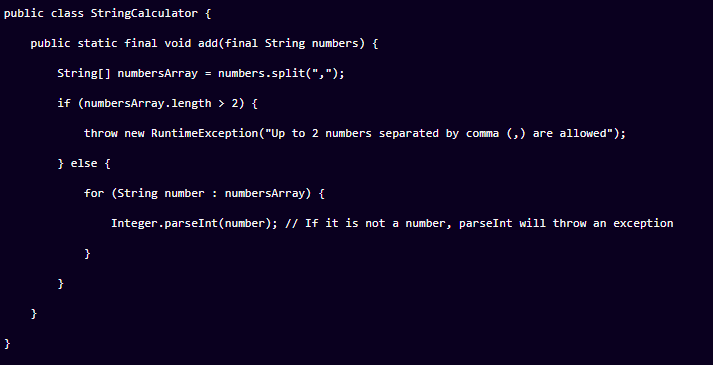 public class StringCalculator {
    public static final void add(final String numbers) {
        String[] numbersArray = numbers.split(",");
        if (numbersArray.length > 2) {
            throw new RuntimeException("Up to 2 numbers separated by comma (,) are allowed");
        } else {
            for (String number : numbersArray) {
                Integer.parseInt(number); // If it is not a number, parseInt will throw an exception
            }
        }
    }
}